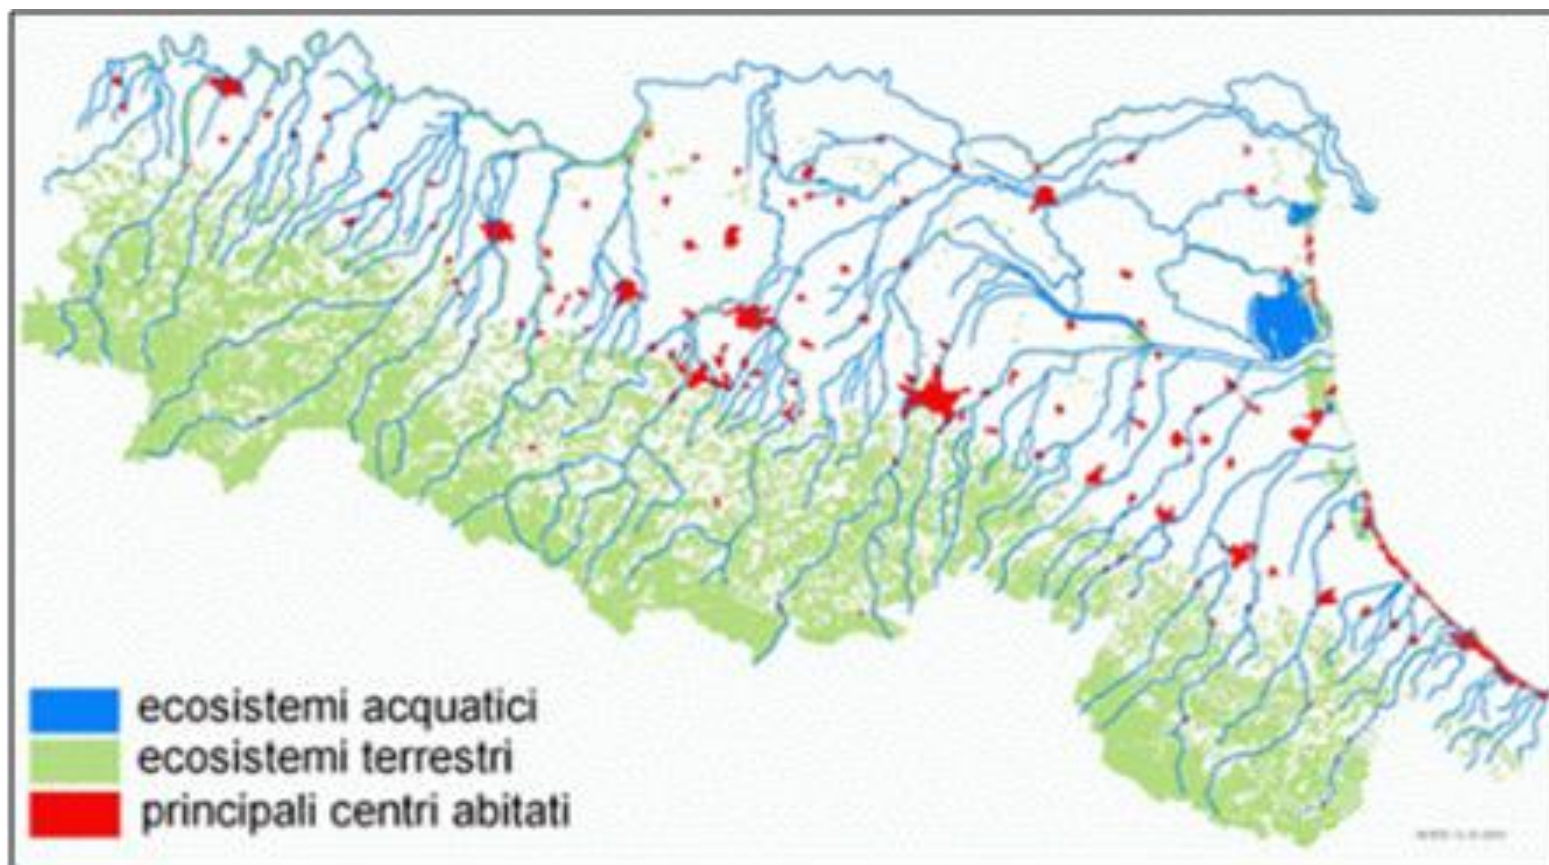 ecosistemi acquatici
ecosistemi terrestri
principali centri abitati